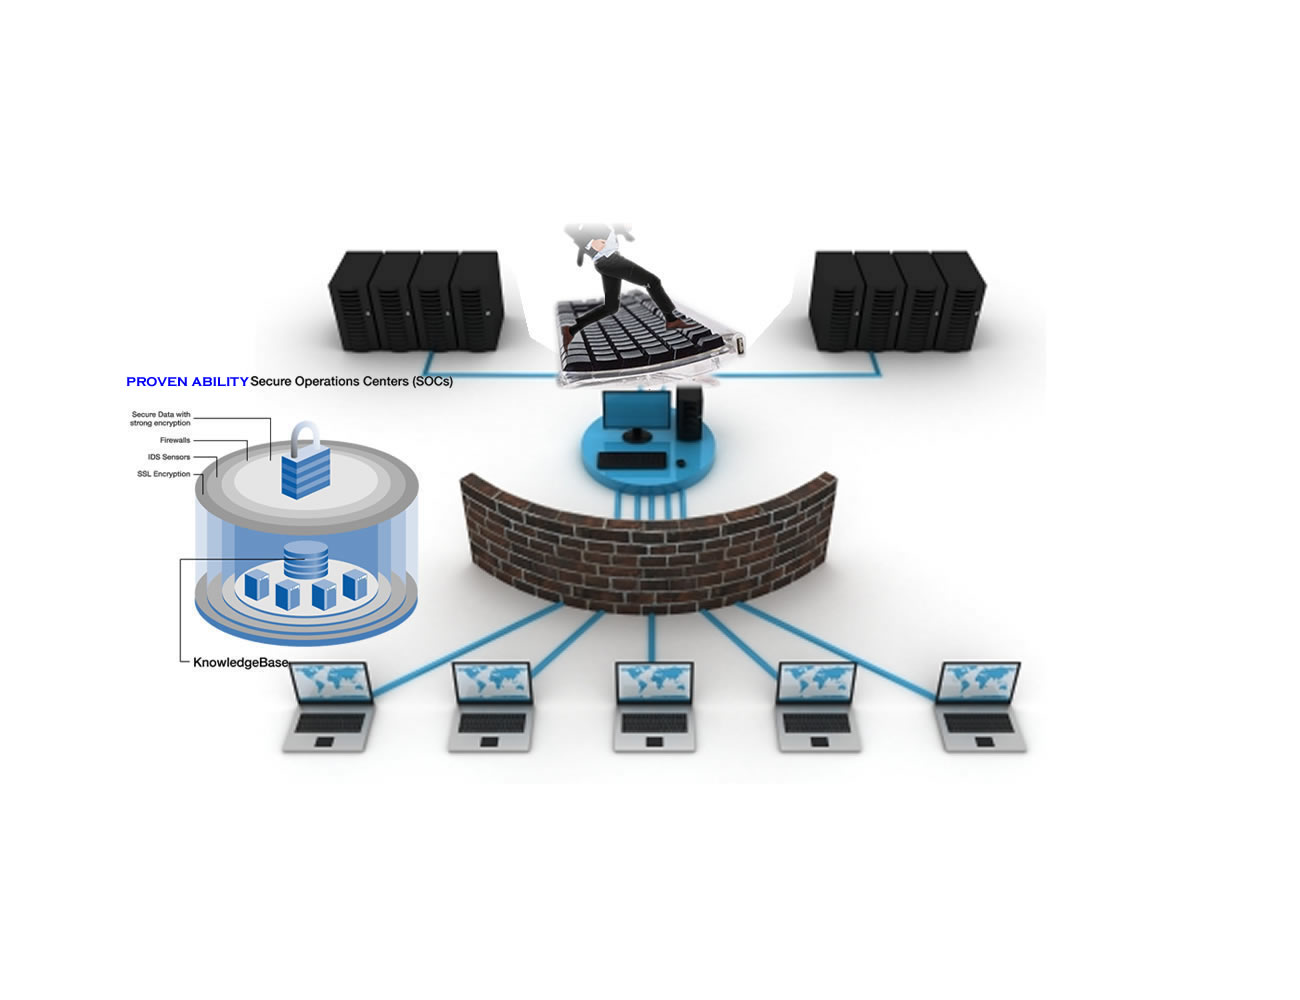 PROVEN ABILITY Secure Operations Centers (SOCs)
Secure Data with
strong encryption
Firewalls
IDS Sensors
SSL Encryption
KnowledgeBase